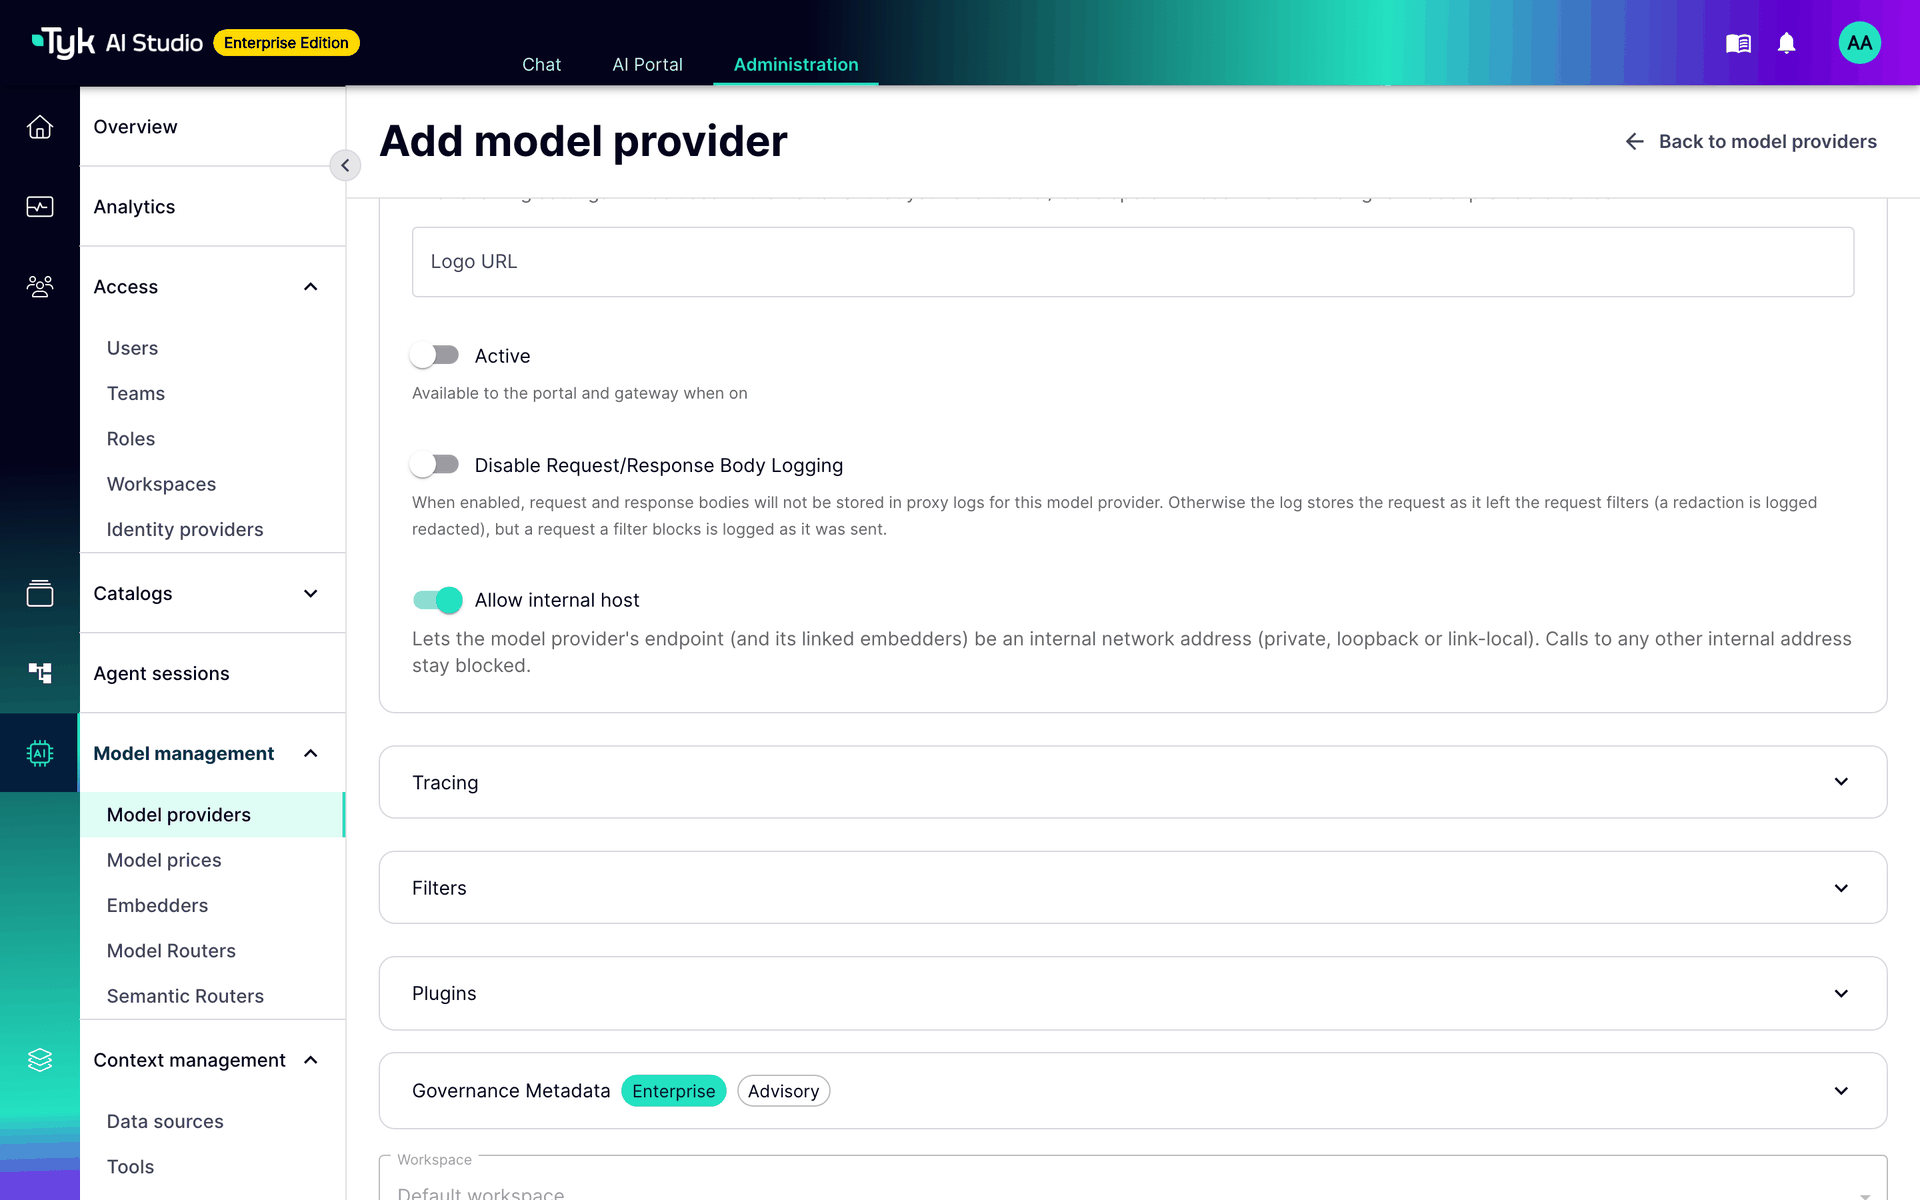 Tyk AI Studio Enterprise Edition
Chat
AI Portal
Administration
AA
Overview
Analytics
Access
Users
Teams
Roles
Workspaces
Identity providers
Catalogs
Agent sessions
AI
Model management
Model providers
Model prices
Embedders
Model Routers
Semantic Routers
Context management
Data sources
Tools
Add model provider
Back to model providers
Logo URL
Active
Available to the portal and gateway when on
Disable Request/Response Body Logging
When enabled, request and response bodies will not be stored in proxy logs for this model provider. Otherwise the log stores the request as it left the request filters (a redaction is logged
redacted), but a request a filter blocks is logged as it was sent.
Allow internal host
Lets the model provider's endpoint (and its linked embedders) be an internal network address (private, loopback or link-local). Calls to any other internal address
stay blocked.
Tracing
Filters
Plugins
Governance Metadata Enterprise Advisory
Workspace
Default workspace